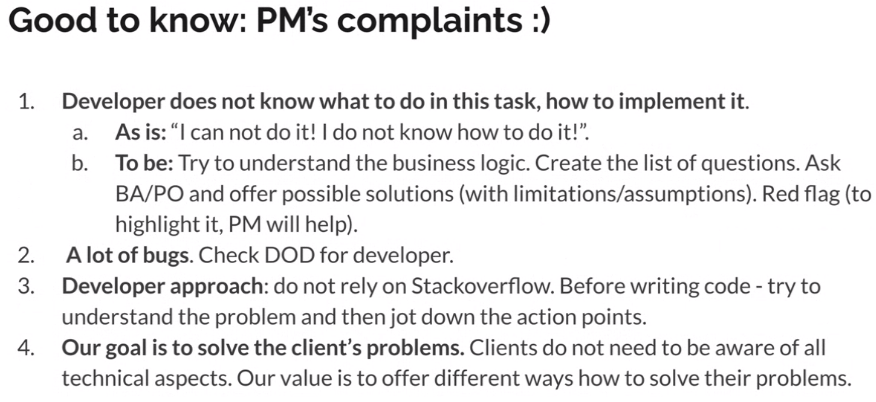 Good to know: PM’s complaints :)
1. Developer does not know what to do in this task, how to implement it.
a. As is: “I can not do it! I do not know how to do it!”.
b. To be: Try to understand the business logic. Create the list of questions. Ask
BA/PO and offer possible solutions (with limitations/assumptions). Red flag (to
highlight it, PM will help).
2. A lot of bugs. Check DOD for developer.
3. Developer approach: do not rely on Stackoverflow. Before writing code - try to
understand the problem and then jot down the action points.
4. Our goal is to solve the client’s problems. Clients do not need to be aware of all
technical aspects. Our value is to offer different ways how to solve their problems.